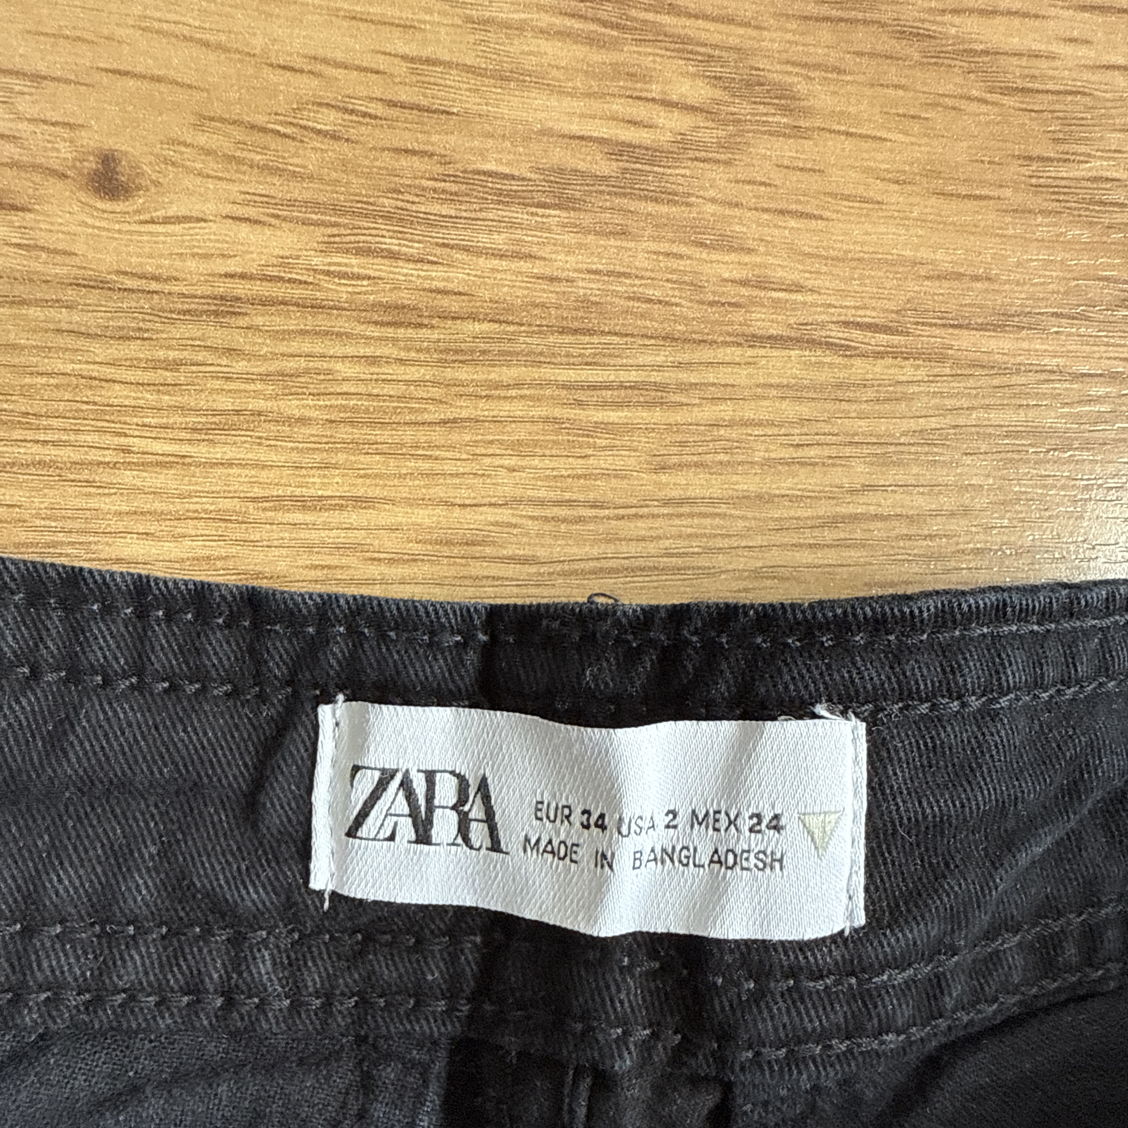 ZARA
EUR 34 USA 2 MEX 24
MADE IN BANGLADESH